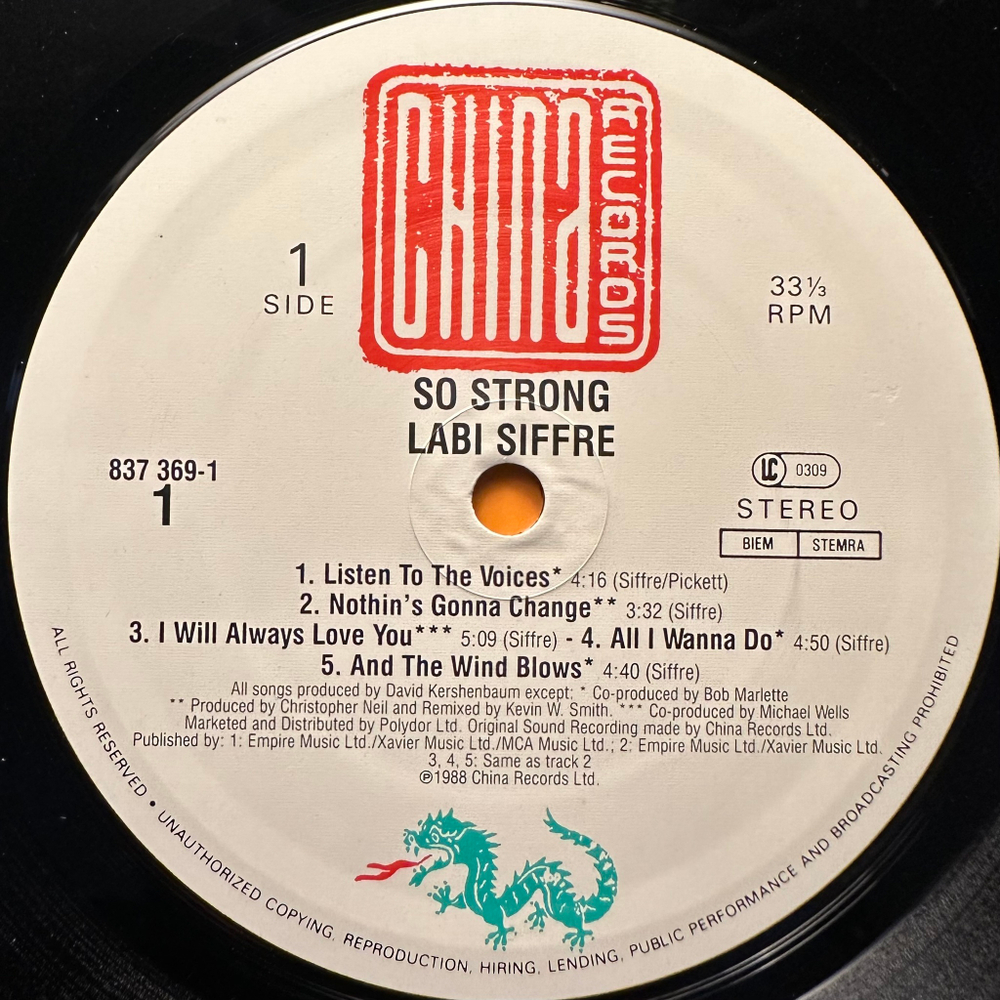 CHINA
RECORDS
1
SIDE
33⅓
RPM
SO STRONG
LABI SIFFRE
837 369-1
1
LC 0309
STEREO
BIEM STEMRA
1. Listen To The Voices* 4:16 (Siffre/Pickett)
2. Nothin's Gonna Change** 3:32 (Siffre)
3. I Will Always Love You*** 5:09 (Siffre) - 4. All I Wanna Do* 4:50 (Siffre)
5. And The Wind Blows* 4:40 (Siffre)
All songs produced by David Kershenbaum except: * Co-produced by Bob Marlette
** Produced by Christopher Neil and Remixed by Kevin W. Smith. *** Co-produced by Michael Wells
Marketed and Distributed by Polydor Ltd. Original Sound Recording made by China Records Ltd.
Published by: 1: Empire Music Ltd./Xavier Music Ltd./MCA Music Ltd.; 2: Empire Music Ltd./Xavier Music Ltd.
3, 4, 5: Same as track 2
℗1988 China Records Ltd.
ALL RIGHTS RESERVED • UNAUTHORIZED COPYING, REPRODUCTION, HIRING, LENDING, PUBLIC PERFORMANCE AND BROADCASTING PROHIBITED